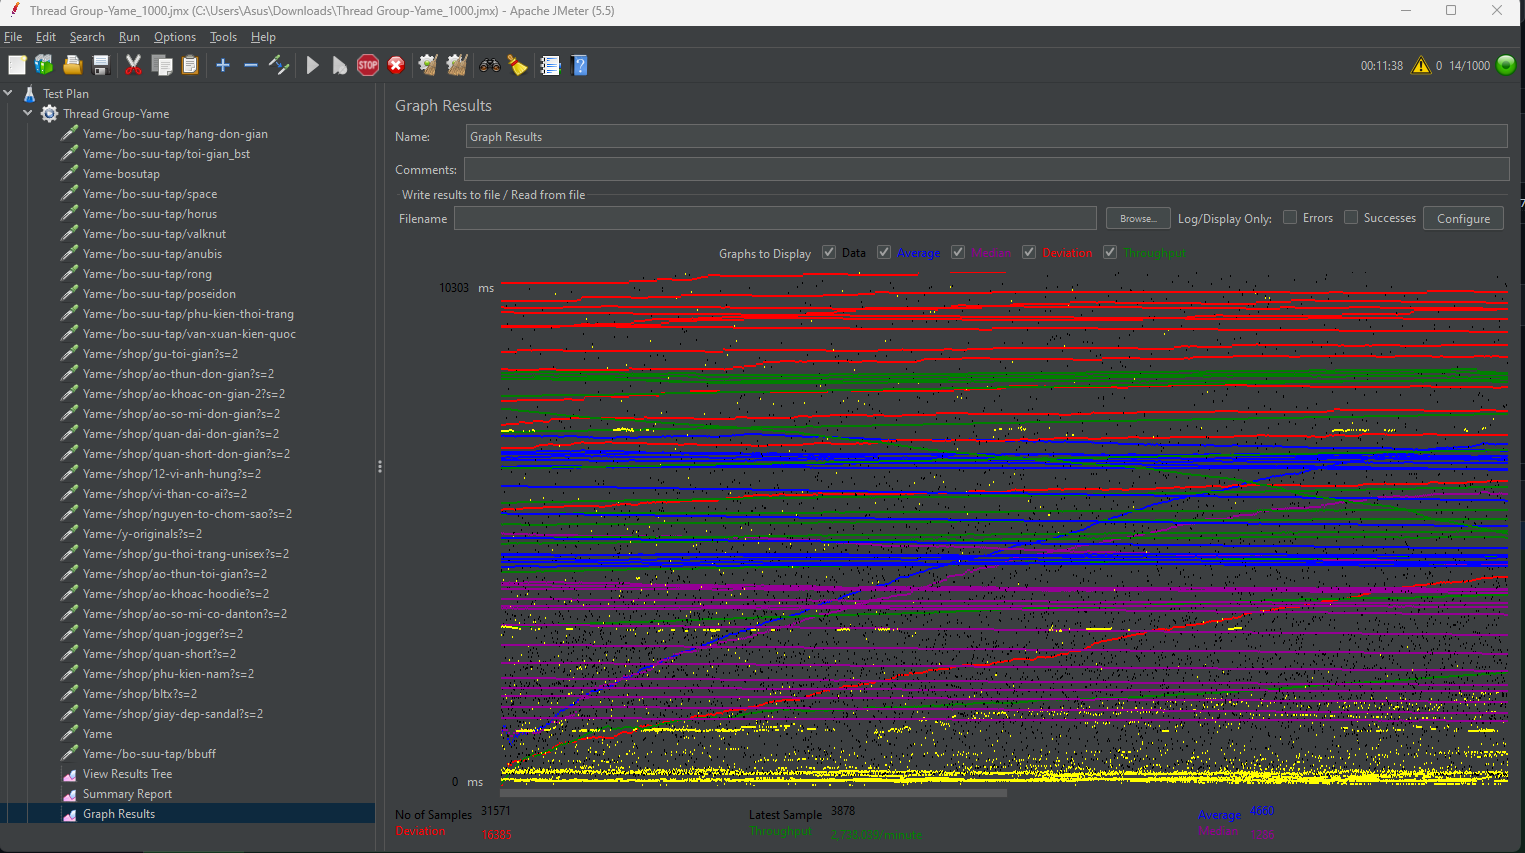 Thread Group-Yame_1000.jmx (C:\Users\Asus\Downloads\Thread Group-Yame_1000.jmx) - Apache JMeter (5.5)
File Edit Search Run Options Tools Help
STOP 00:11:38 0 14/1000
Test Plan
Thread Group-Yame
Yame-/bo-suu-tap/hang-don-gian
Yame-/bo-suu-tap/toi-gian_bst
Yame-bosutap
Yame-/bo-suu-tap/space
Yame-/bo-suu-tap/horus
Yame-/bo-suu-tap/valknut
Yame-/bo-suu-tap/anubis
Yame-/bo-suu-tap/rong
Yame-/bo-suu-tap/poseidon
Yame-/bo-suu-tap/phu-kien-thoi-trang
Yame-/bo-suu-tap/van-xuan-kien-quoc
Yame-/shop/gu-toi-gian?s=2
Yame-/shop/ao-thun-don-gian?s=2
Yame-/shop/ao-khoac-on-gian-2?s=2
Yame-/shop/ao-so-mi-don-gian?s=2
Yame-/shop/quan-dai-don-gian?s=2
Yame-/shop/quan-short-don-gian?s=2
Yame-/shop/12-vi-anh-hung?s=2
Yame-/shop/vi-than-co-ai?s=2
Yame-/shop/nguyen-to-chom-sao?s=2
Yame-/y-originals?s=2
Yame-/shop/gu-thoi-trang-unisex?s=2
Yame-/shop/ao-thun-toi-gian?s=2
Yame-/shop/ao-khoac-hoodie?s=2
Yame-/shop/ao-so-mi-co-danton?s=2
Yame-/shop/quan-jogger?s=2
Yame-/shop/quan-short?s=2
Yame-/shop/phu-kien-nam?s=2
Yame-/shop/bltx?s=2
Yame-/shop/giay-dep-sandal?s=2
Yame
Yame-/bo-suu-tap/bbuff
View Results Tree
Summary Report
Graph Results
Graph Results
Name: Graph Results
Comments:
Write results to file / Read from file
Filename Browse... Log/Display Only: Errors Successes Configure
Graphs to Display Data Average Median Deviation Throughput
10303 ms
0 ms
No of Samples 31571 Latest Sample 3878 Average 4660
Deviation 16385 Throughput 2,738.039/minute Median